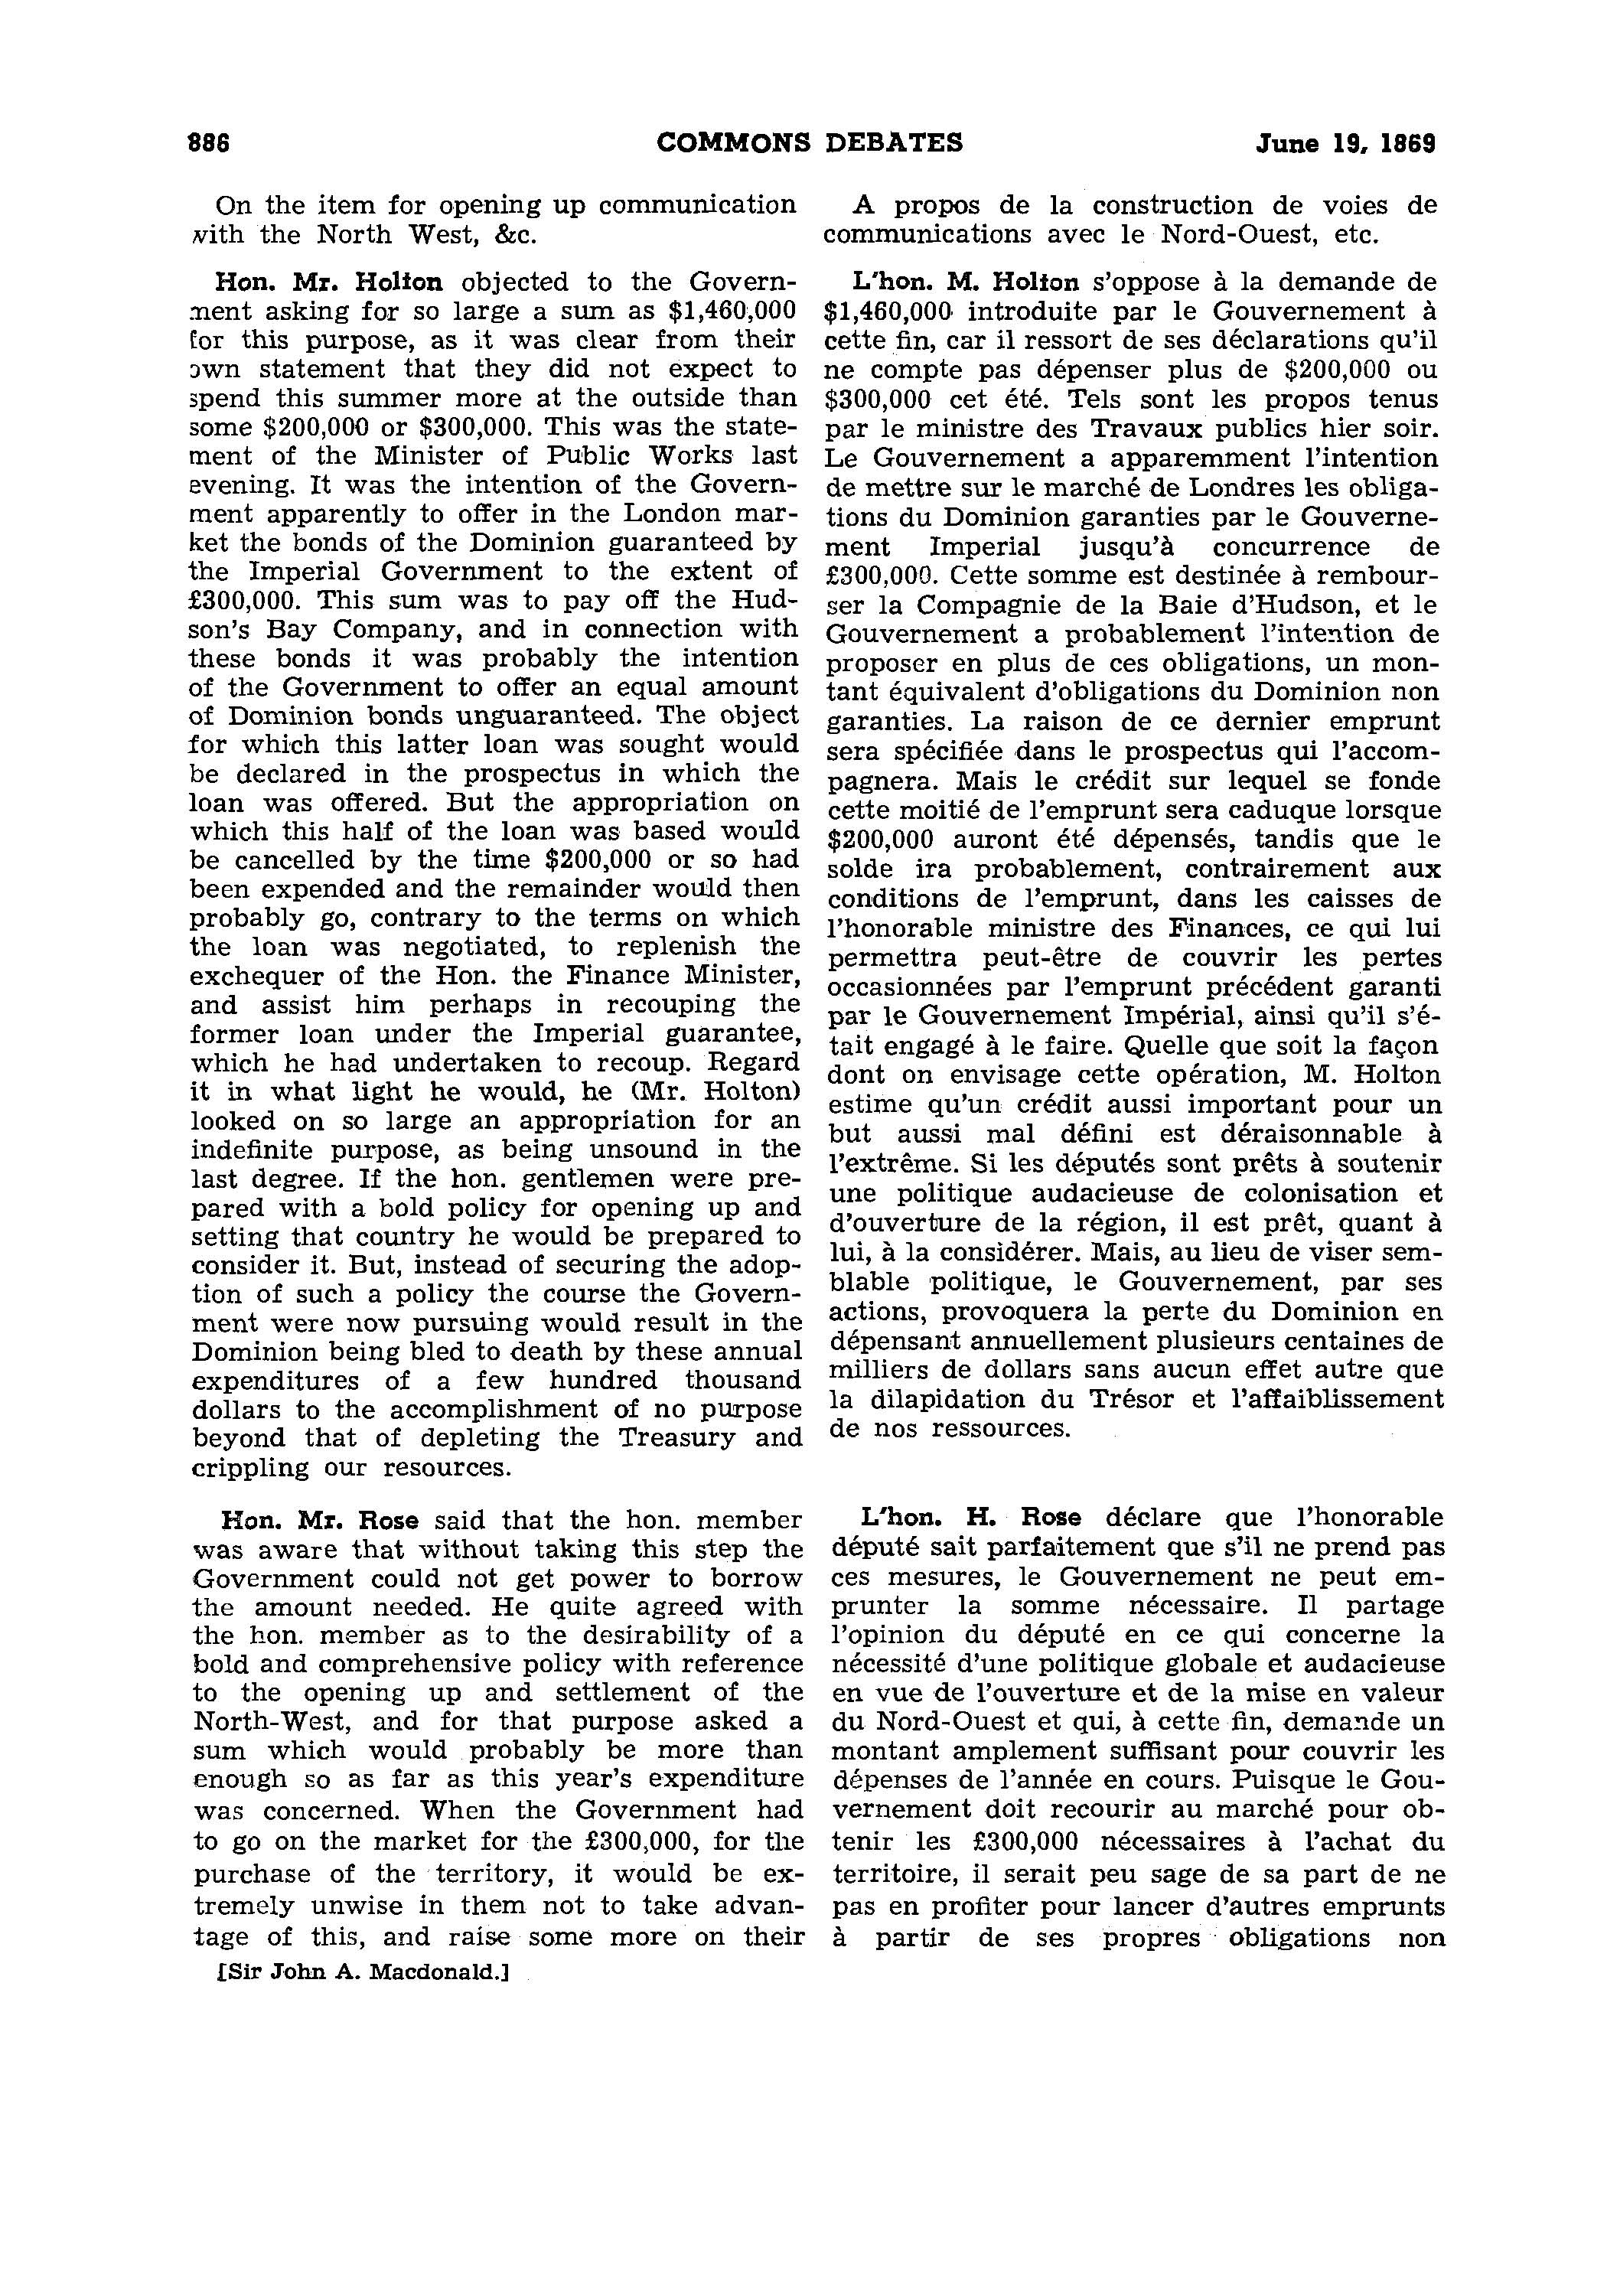 886 COMMONS DEBATES June 19, 1869
On the item for opening up communication
with the North West, &c.
Hon. Mr. Holton objected to the Govern-
ment asking for so large a sum as $1,460,000
for this purpose, as it was clear from their
own statement that they did not expect to
spend this summer more at the outside than
some $200,000 or $300,000. This was the state-
ment of the Minister of Public Works last
evening. It was the intention of the Govern-
ment apparently to offer in the London mar-
ket the bonds of the Dominion guaranteed by
the Imperial Government to the extent of
£300,000. This sum was to pay off the Hud-
son's Bay Company, and in connection with
these bonds it was probably the intention
of the Government to offer an equal amount
of Dominion bonds unguaranteed. The object
for which this latter loan was sought would
be declared in the prospectus in which the
loan was offered. But the appropriation on
which this half of the loan was based would
be cancelled by the time $200,000 or so had
been expended and the remainder would then
probably go, contrary to the terms on which
the loan was negotiated, to replenish the
exchequer of the Hon. the Finance Minister,
and assist him perhaps in recouping the
former loan under the Imperial guarantee,
which he had undertaken to recoup. Regard
it in what light he would, he (Mr. Holton)
looked on so large an appropriation for an
indefinite purpose, as being unsound in the
last degree. If the hon. gentlemen were pre-
pared with a bold policy for opening up and
setting that country he would be prepared to
consider it. But, instead of securing the adop-
tion of such a policy the course the Govern-
ment were now pursuing would result in the
Dominion being bled to death by these annual
expenditures of a few hundred thousand
dollars to the accomplishment of no purpose
beyond that of depleting the Treasury and
crippling our resources.
Hon. Mr. Rose said that the hon. member
was aware that without taking this step the
Government could not get power to borrow
the amount needed. He quite agreed with
the hon. member as to the desirability of a
bold and comprehensive policy with reference
to the opening up and settlement of the
North-West, and for that purpose asked a
sum which would probably be more than
enough so as far as this year's expenditure
was concerned. When the Government had
to go on the market for the £300,000, for the
purchase of the territory, it would be ex-
tremely unwise in them not to take advan-
tage of this, and raise some more on their
[Sir John A. Macdonald.]
A propos de la construction de voies de
communications avec le Nord-Ouest, etc.
L'hon. M. Holton s'oppose à la demande de
$1,460,000 introduite par le Gouvernement à
cette fin, car il ressort de ses déclarations qu'il
ne compte pas dépenser plus de $200,000 ou
$300,000 cet été. Tels sont les propos tenus
par le ministre des Travaux publics hier soir.
Le Gouvernement a apparemment l'intention
de mettre sur le marché de Londres les obliga-
tions du Dominion garanties par le Gouverne-
ment Imperial jusqu'à concurrence de
£300,000. Cette somme est destinée à rembour-
ser la Compagnie de la Baie d'Hudson, et le
Gouvernement a probablement l'intention de
proposer en plus de ces obligations, un mon-
tant équivalent d'obligations du Dominion non
garanties. La raison de ce dernier emprunt
sera spécifiée dans le prospectus qui l'accom-
pagnera. Mais le crédit sur lequel se fonde
cette moitié de l'emprunt sera caduque lorsque
$200,000 auront été dépensés, tandis que le
solde ira probablement, contrairement aux
conditions de l'emprunt, dans les caisses de
l'honorable ministre des Finances, ce qui lui
permettra peut-être de couvrir les pertes
occasionnées par l'emprunt précédent garanti
par le Gouvernement Impérial, ainsi qu'il s'é-
tait engagé à le faire. Quelle que soit la façon
dont on envisage cette opération, M. Holton
estime qu'un crédit aussi important pour un
but aussi mal défini est déraisonnable à
l'extrême. Si les députés sont prêts à soutenir
une politique audacieuse de colonisation et
d'ouverture de la région, il est prêt, quant à
lui, à la considérer. Mais, au lieu de viser sem-
blable politique, le Gouvernement, par ses
actions, provoquera la perte du Dominion en
dépensant annuellement plusieurs centaines de
milliers de dollars sans aucun effet autre que
la dilapidation du Trésor et l'affaiblissement
de nos ressources.
L'hon. H. Rose déclare que l'honorable
député sait parfaitement que s'il ne prend pas
ces mesures, le Gouvernement ne peut em-
prunter la somme nécessaire. Il partage
l'opinion du député en ce qui concerne la
nécessité d'une politique globale et audacieuse
en vue de l'ouverture et de la mise en valeur
du Nord-Ouest et qui, à cette fin, demande un
montant amplement suffisant pour couvrir les
dépenses de l'année en cours. Puisque le Gou-
vernement doit recourir au marché pour ob-
tenir les £300,000 nécessaires à l'achat du
territoire, il serait peu sage de sa part de ne
pas en profiter pour lancer d'autres emprunts
à partir de ses propres obligations non